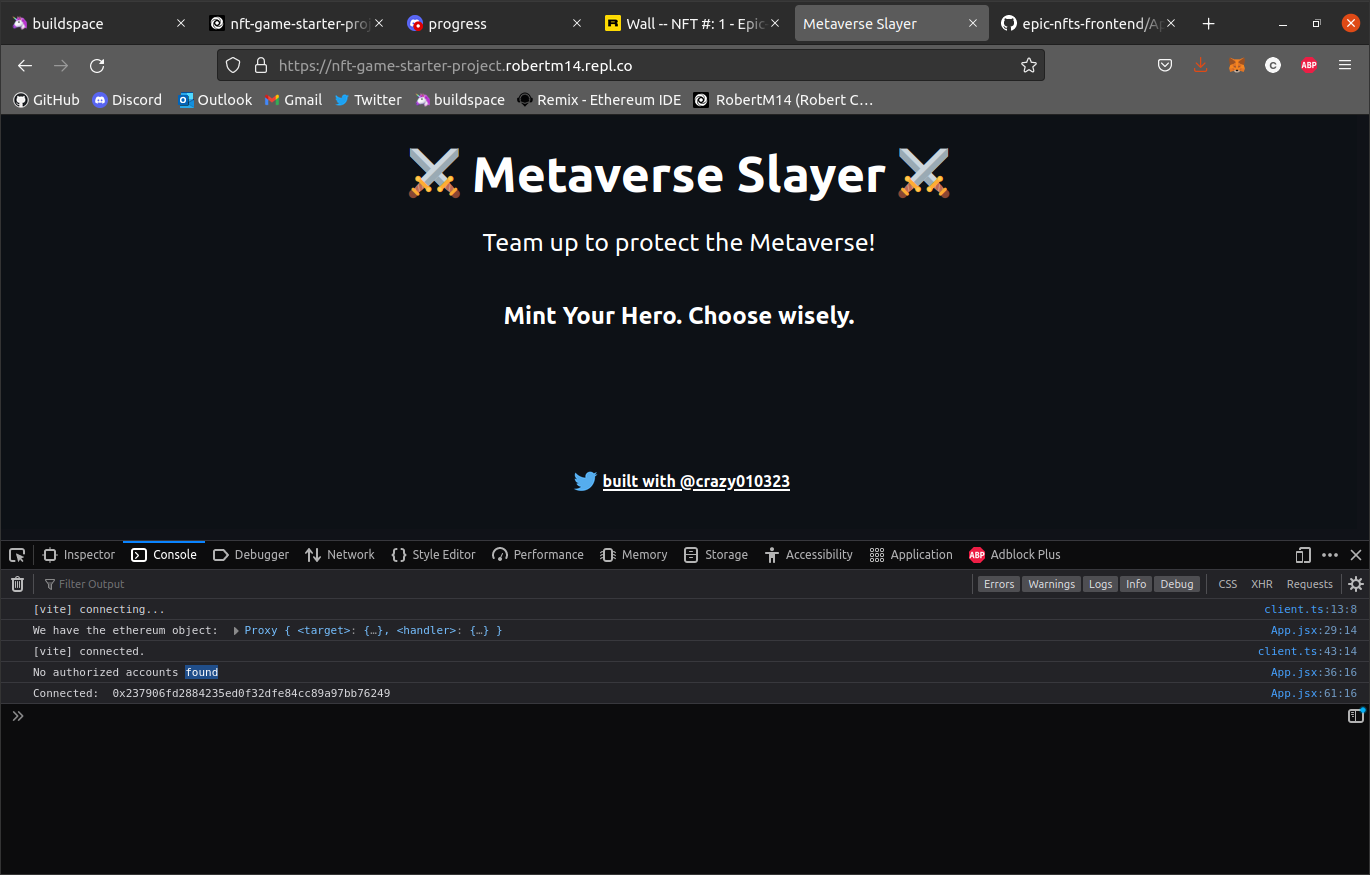 buildspace
nft-game-starter-proj
progress
Wall -- NFT #: 1 - Epic
Metaverse Slayer
epic-nfts-frontend/Ap
https://nft-game-starter-project.robertm14.repl.co
C
ABP
GitHub
Discord
Outlook
Gmail
Twitter
buildspace
Remix - Ethereum IDE
RobertM14 (Robert C…
⚔️ Metaverse Slayer ⚔️
Team up to protect the Metaverse!
Mint Your Hero. Choose wisely.
built with @crazy010323
Inspector
Console
Debugger
Network
Style Editor
Performance
Memory
Storage
Accessibility
Application
ABP Adblock Plus
Filter Output
Errors
Warnings
Logs
Info
Debug
CSS
XHR
Requests
[vite] connecting... client.ts:13:8
We have the ethereum object: Proxy { <target>: {…}, <handler>: {…} } App.jsx:29:14
[vite] connected. client.ts:43:14
No authorized accounts found App.jsx:36:16
Connected: 0x237906fd2884235ed0f32dfe84cc89a97bb76249 App.jsx:61:16